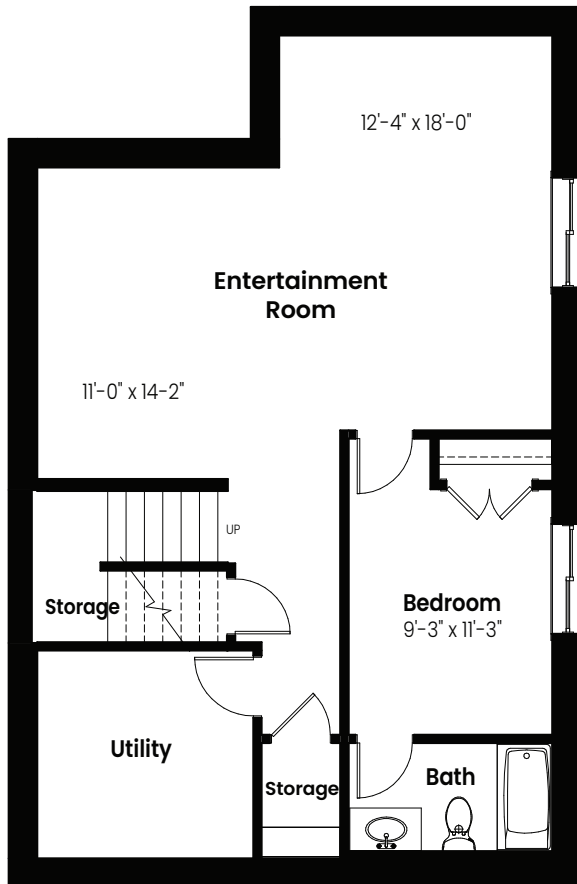 12'-4" x 18'-0"
Entertainment
Room
11'-0" x 14-2"
UP
Storage
Bedroom
9'-3" x 11'-3"
Utility
Storage
Bath